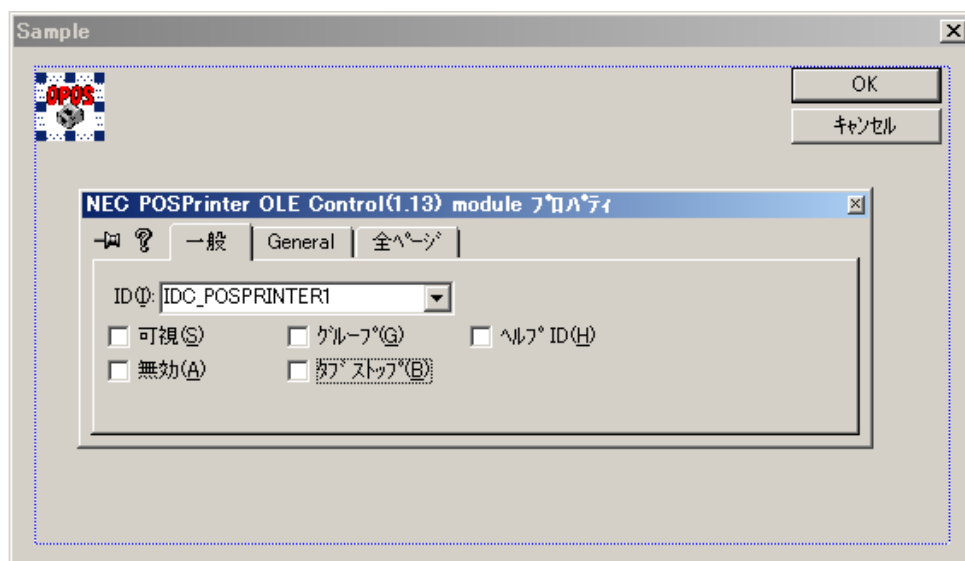 Sample
OPOS
OK
ｷｬﾝｾﾙ
NEC POSPrinter OLE Control(1.13) module ﾌﾟﾛﾊﾟﾃｨ
一般 General 全ﾍﾟｰｼﾞ
ID(I): IDC_POSPRINTER1
可視(S) ｸﾞﾙｰﾌﾟ(G) ﾍﾙﾌﾟ ID(H)
無効(A) ﾀﾌﾞ ｽﾄｯﾌﾟ(B)